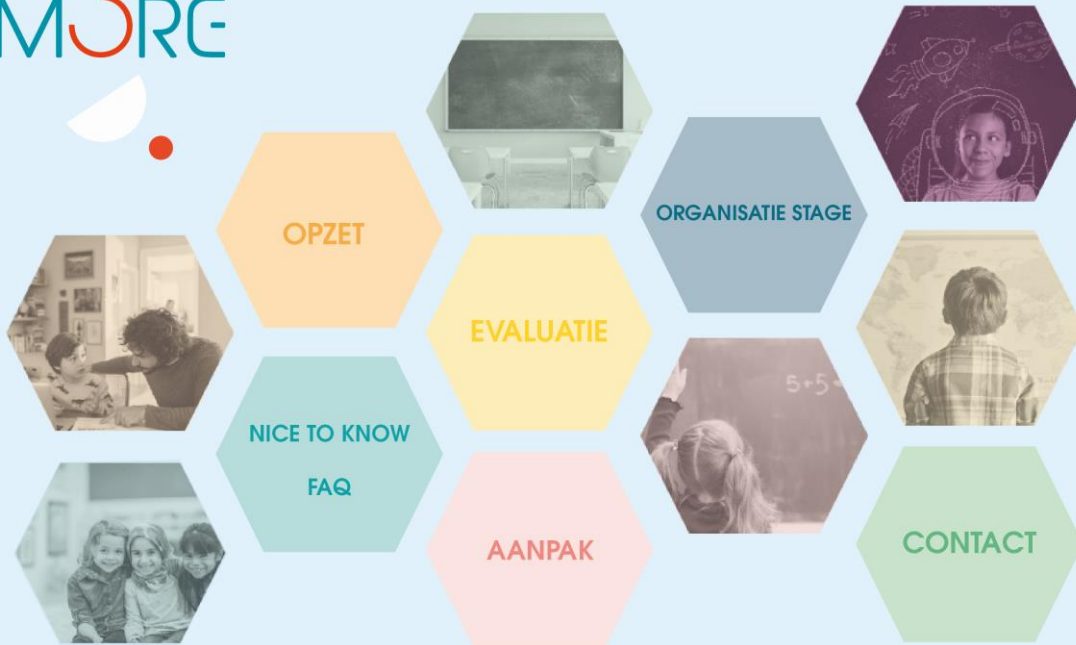 MORE
OPZET
ORGANISATIE STAGE
EVALUATIE
5+5=
NICE TO KNOW
FAQ
AANPAK
CONTACT